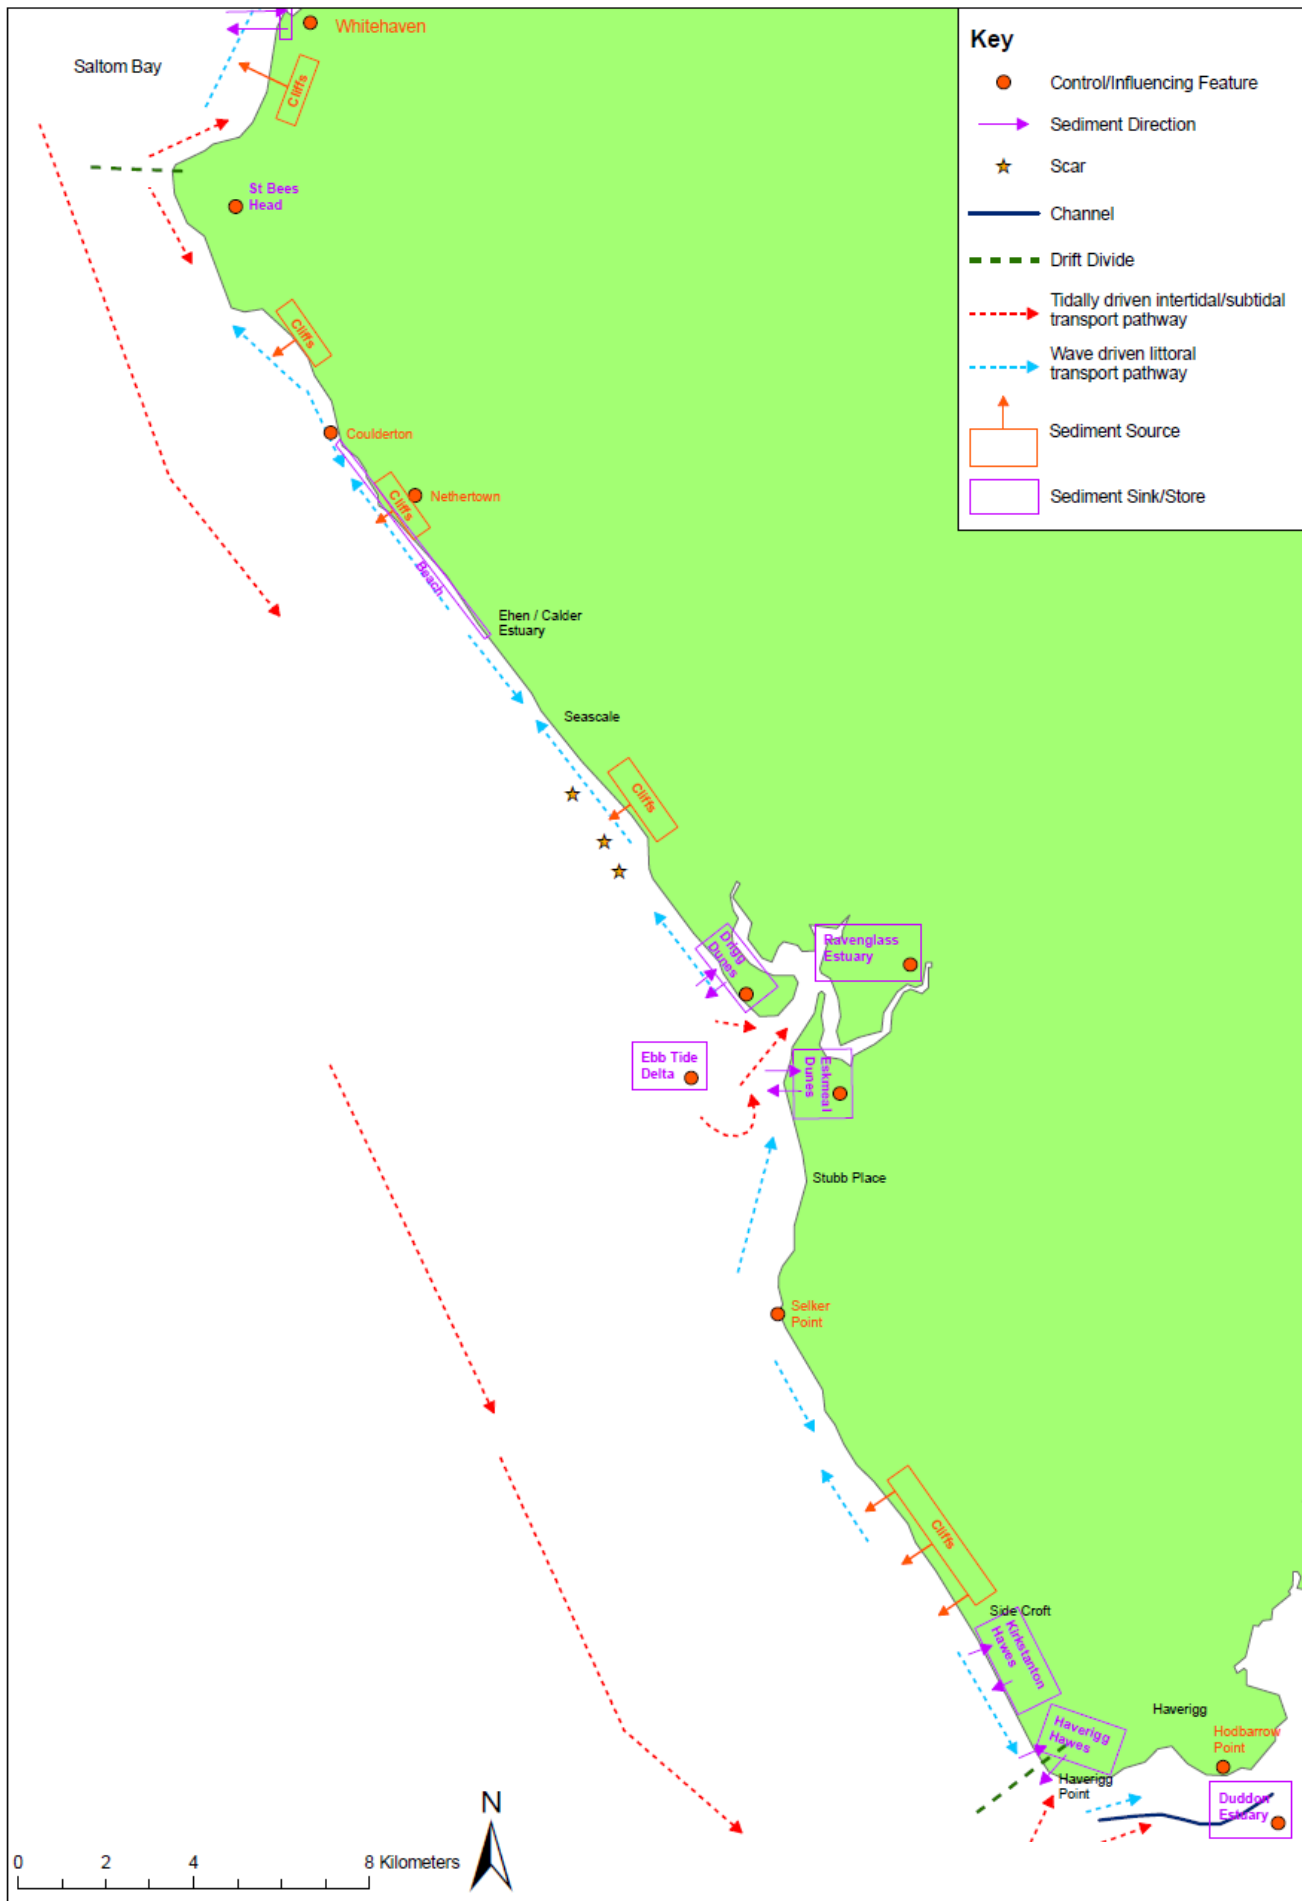 Whitehaven
Saltom Bay
Cliffs
St Bees
Head
Cliffs
Coulderton
Cliffs
Nethertown
Beach
Ehen / Calder
Estuary
Seascale
Cliffs
Drigg
Dunes
Ravenglass
Estuary
Ebb Tide
Delta
Eskmeal
Dunes
Stubb Place
Selker
Point
Cliffs
Side Croft
Kirkstanton
Hawes
Haverigg
Hawes
Haverigg
Hodbarrow
Point
Haverigg
Point
Duddon
Estuary
N
0 2 4 8 Kilometers
Key
Control/Influencing Feature
Sediment Direction
Scar
Channel
Drift Divide
Tidally driven intertidal/subtidal
transport pathway
Wave driven littoral
transport pathway
Sediment Source
Sediment Sink/Store